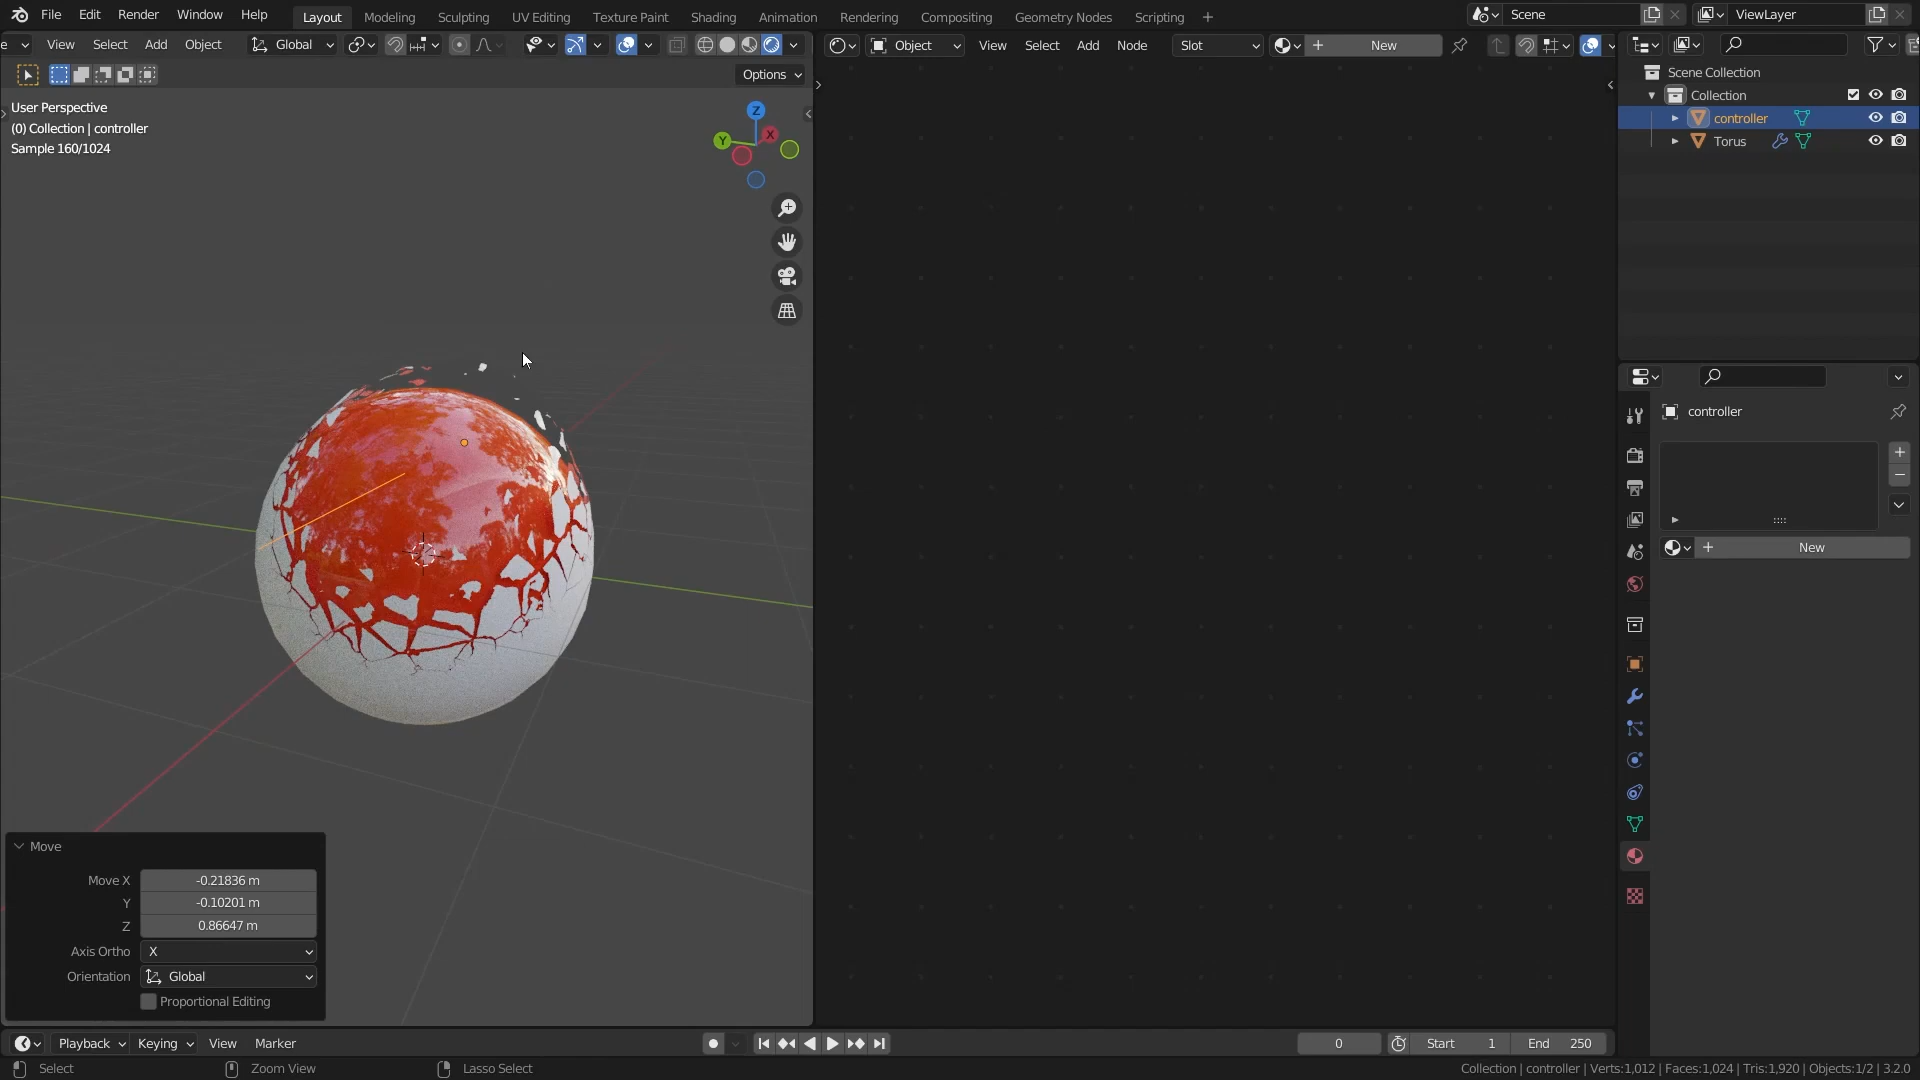 File Edit Render Window Help Layout Modeling Sculpting UV Editing Texture Paint Shading Animation Rendering Compositing Geometry Nodes Scripting + Scene ViewLayer
e View Select Add Object Global Object View Select Add Node Slot New
Options
User Perspective
(0) Collection | controller
Sample 160/1024
Z
Y
X
Scene Collection
Collection
controller
Torus
controller
New
Move
Move X -0.21836 m
Y -0.10201 m
Z 0.86647 m
Axis Ortho X
Orientation Global
Proportional Editing
Playback Keying View Marker 0 Start 1 End 250
Select Zoom View Lasso Select Collection | controller | Verts:1,012 | Faces:1,024 | Tris:1,920 | Objects:1/2 | 3.2.0